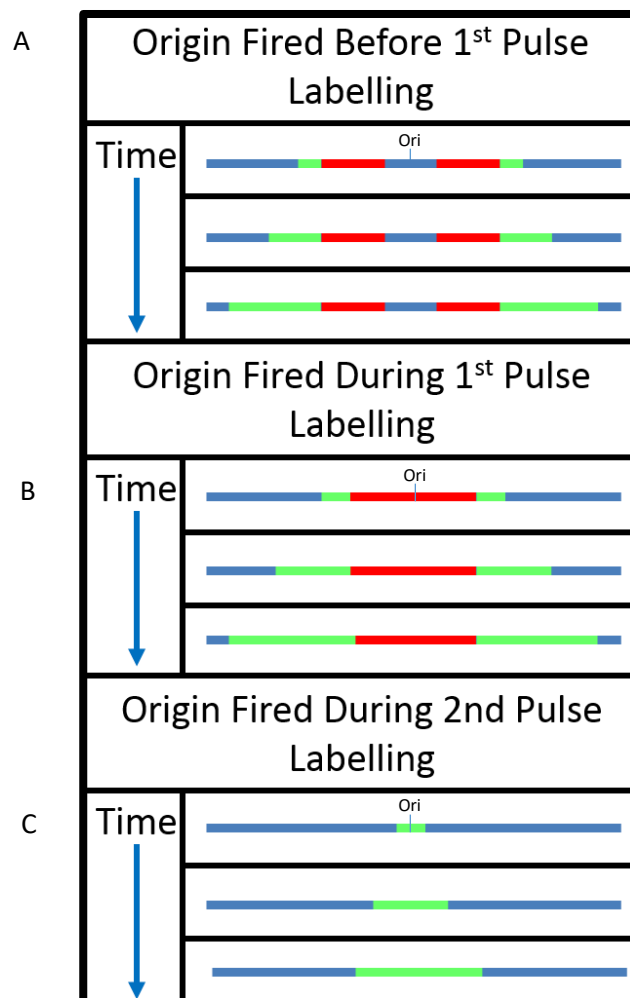 A
Origin Fired Before 1st Pulse
Labelling
Time
Ori
Origin Fired During 1st Pulse
Labelling
B
Time
Ori
Origin Fired During 2nd Pulse
Labelling
C
Time
Ori